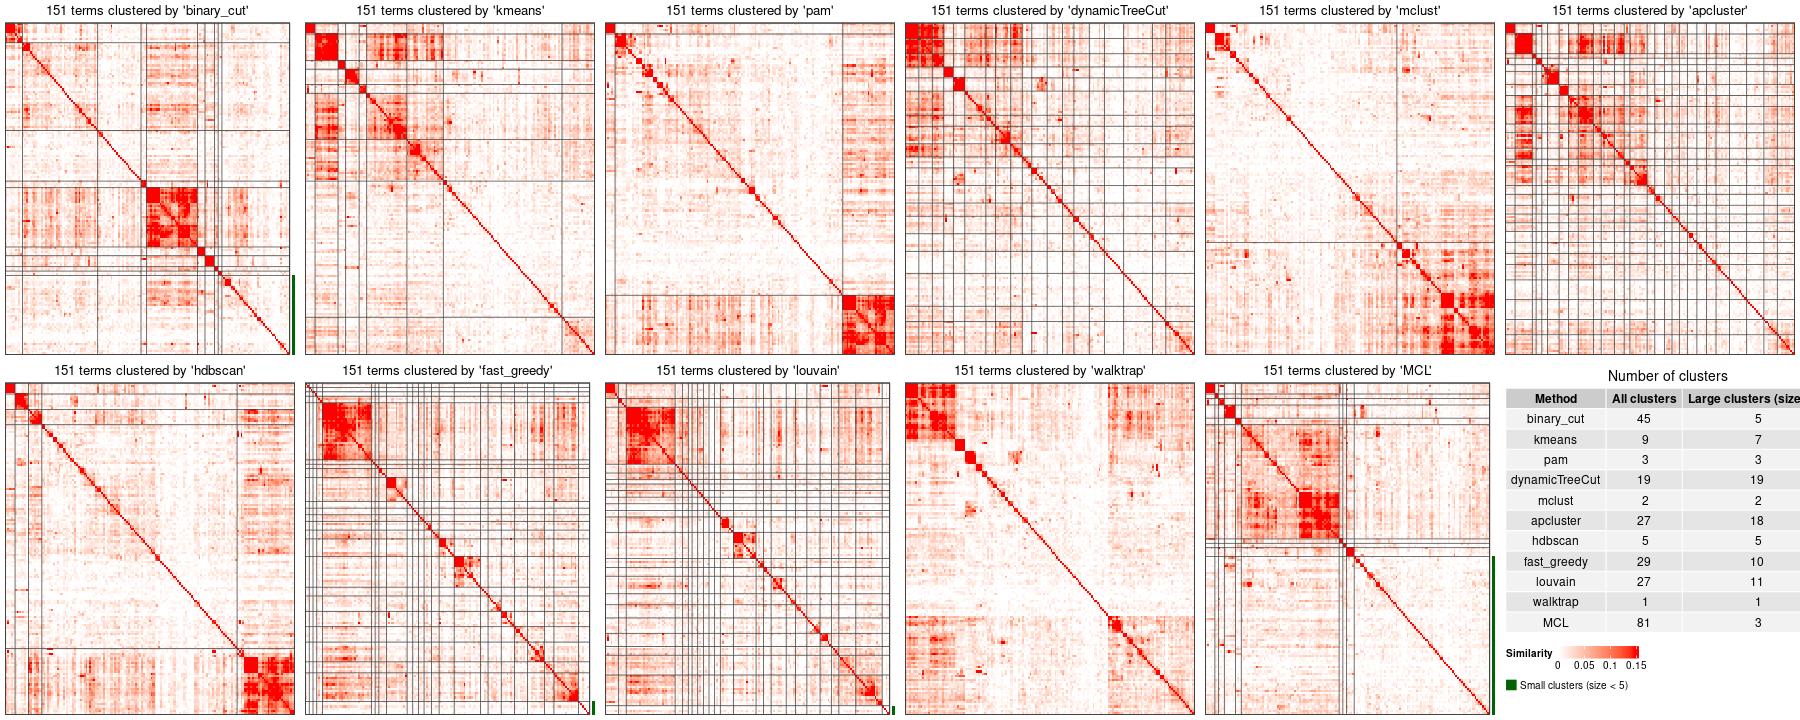 151 terms clustered by 'binary_cut'
151 terms clustered by 'kmeans'
151 terms clustered by 'pam'
151 terms clustered by 'dynamicTreeCut'
151 terms clustered by 'mclust'
151 terms clustered by 'apcluster'
151 terms clustered by 'hdbscan'
151 terms clustered by 'fast_greedy'
151 terms clustered by 'louvain'
151 terms clustered by 'walktrap'
151 terms clustered by 'MCL'
Number of clusters
Method All clusters Large clusters (size
binary_cut 45 5
kmeans 9 7
pam 3 3
dynamicTreeCut 19 19
mclust 2 2
apcluster 27 18
hdbscan 5 5
fast_greedy 29 10
louvain 27 11
walktrap 1 1
MCL 81 3
Similarity
0 0.05 0.1 0.15
Small clusters (size < 5)